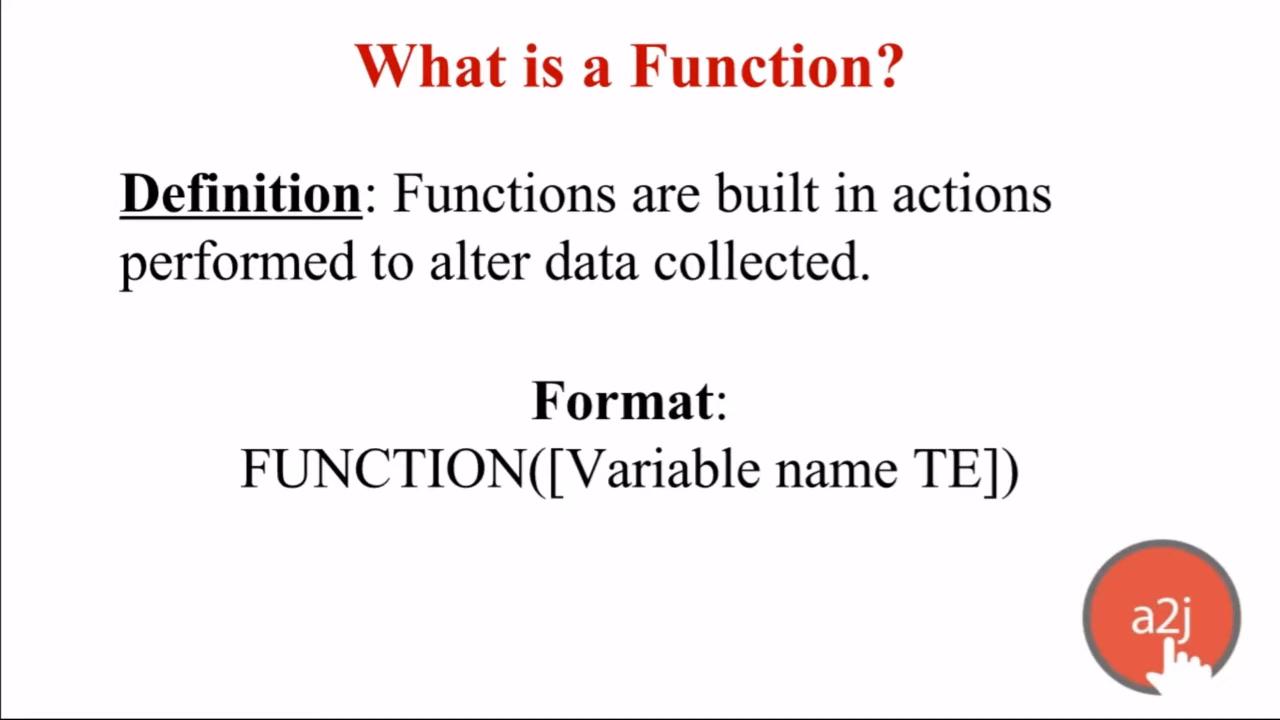 What is a Function?
Definition: Functions are built in actions
performed to alter data collected.
Format:
FUNCTION([Variable name TE])
a2j